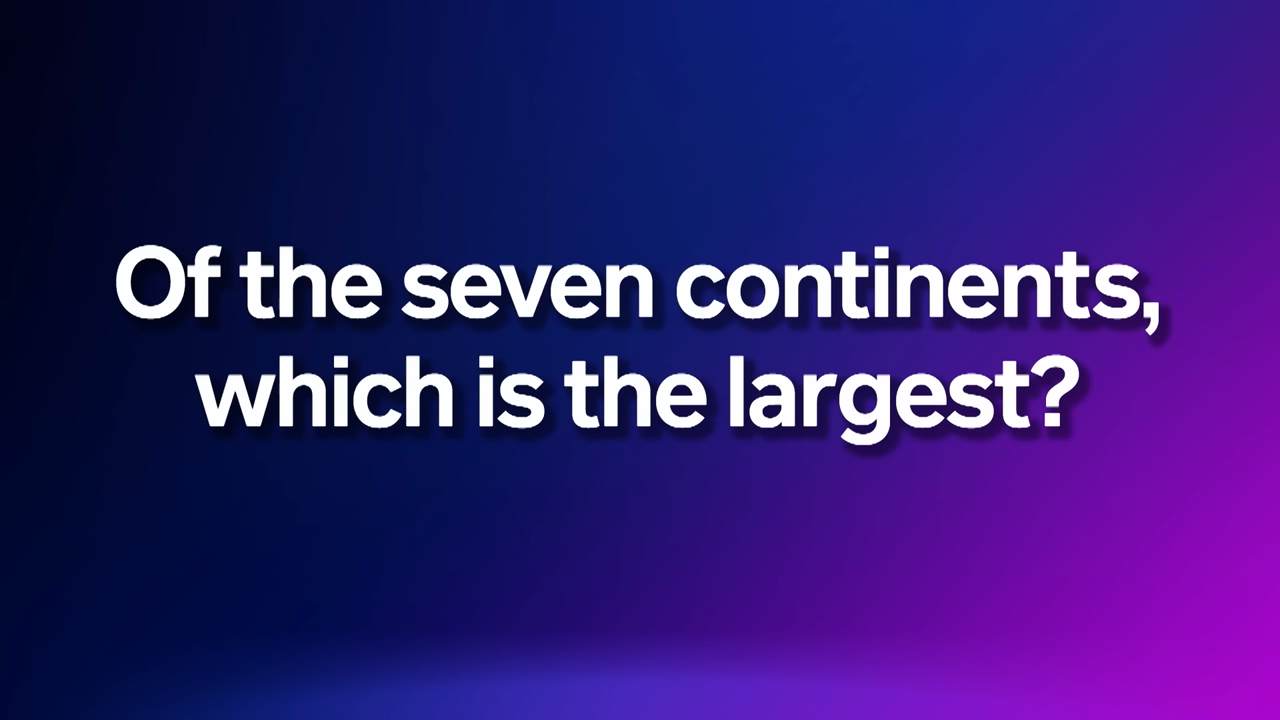 Of the seven continents,
which is the largest?